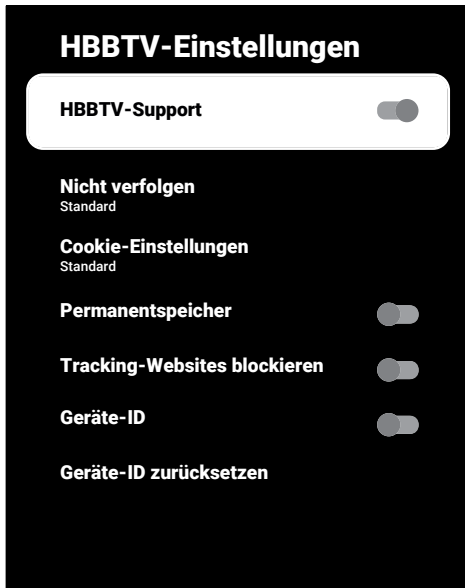 HBBTV-Einstellungen
HBBTV-Support
Nicht verfolgen
Standard
Cookie-Einstellungen
Standard
Permanentspeicher
Tracking-Websites blockieren
Geräte-ID
Geräte-ID zurücksetzen